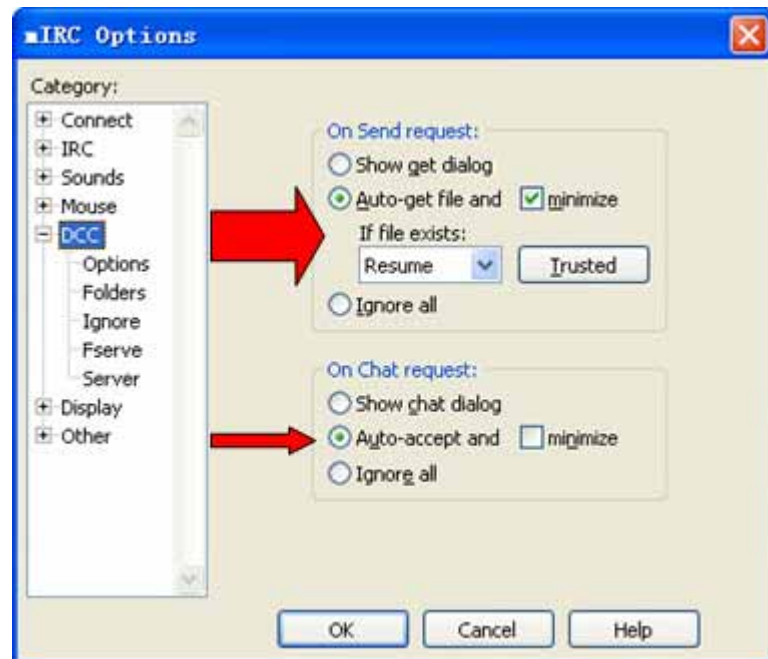 mIRC Options
Category:
Connect
IRC
Sounds
Mouse
DCC
Options
Folders
Ignore
Fserve
Server
Display
Other
On Send request:
Show get dialog
Auto-get file and minimize
If file exists:
Resume Trusted
Ignore all
On Chat request:
Show chat dialog
Auto-accept and minimize
Ignore all
OK Cancel Help